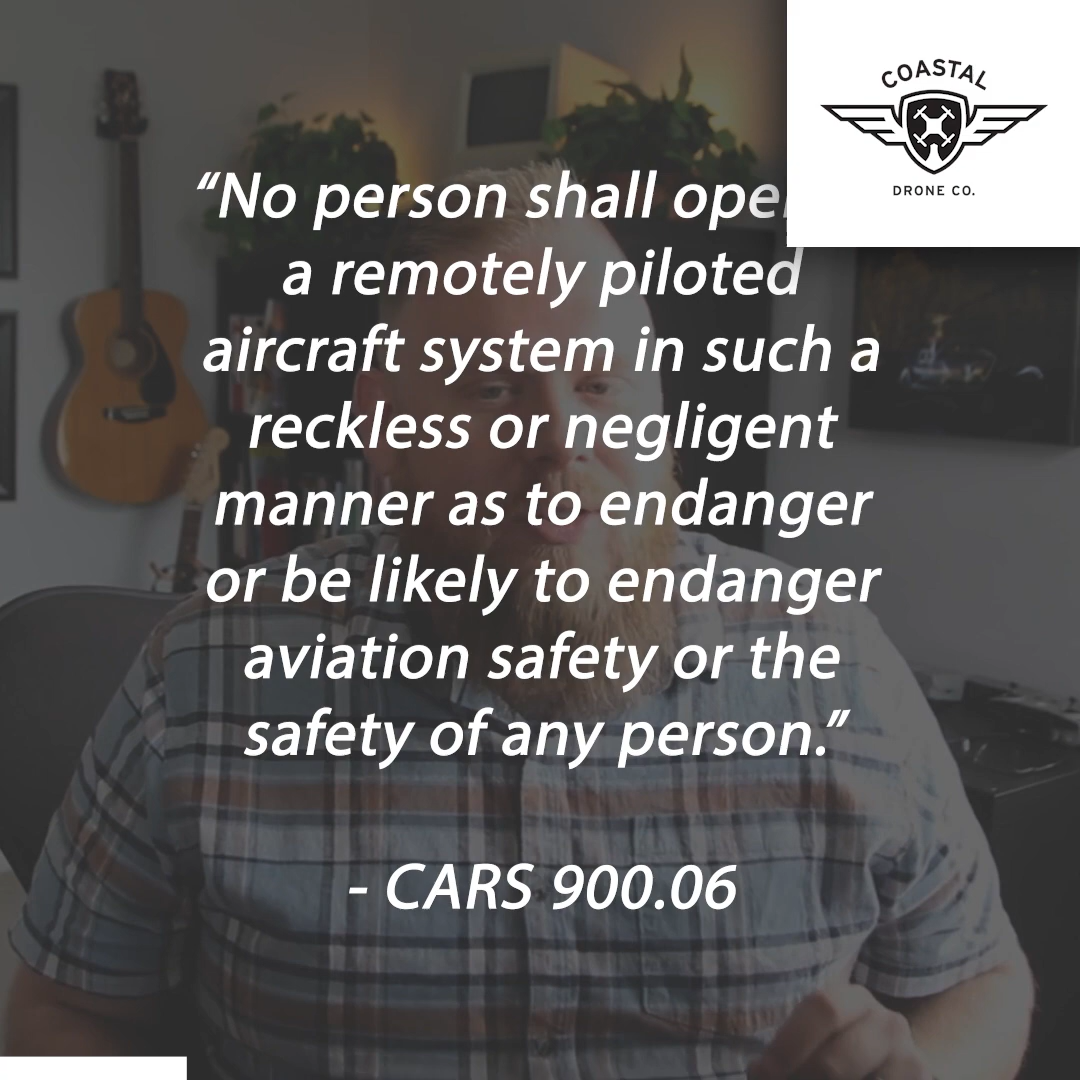 COASTAL
DRONE CO.
“No person shall ope
a remotely piloted
aircraft system in such a
reckless or negligent
manner as to endanger
or be likely to endanger
aviation safety or the
safety of any person.”
- CARS 900.06